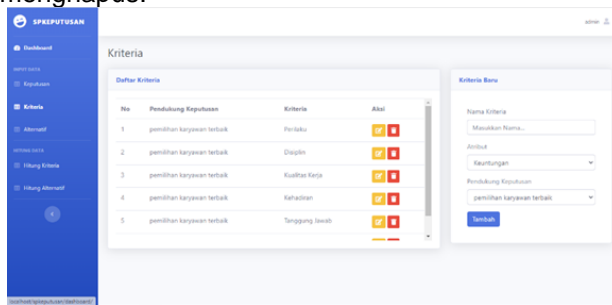 menghapus.
SPKEPUTUSAN
admin
Dashboard
INPUT DATA
Keputusan
Kriteria
Alternatif
HITUNG DATA
Hitung Kriteria
Hitung Alternatif
Kriteria
Daftar Kriteria
No Pendukung Keputusan Kriteria Aksi
1 pemilihan karyawan terbaik Perilaku
2 pemilihan karyawan terbaik Disiplin
3 pemilihan karyawan terbaik Kualitas Kerja
4 pemilihan karyawan terbaik Kehadiran
5 pemilihan karyawan terbaik Tanggung Jawab
Kriteria Baru
Nama Kriteria
Masukkan Nama...
Atribut
Keuntungan
Pendukung Keputusan
pemilihan karyawan terbaik
Tambah
localhost/spkeputusan/dashboard/